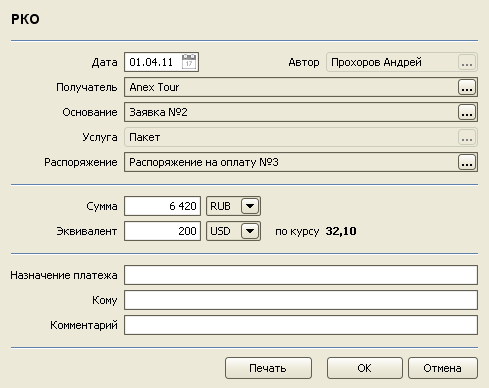 РКО
Дата 01.04.11 17 Автор Прохоров Андрей ...
Получатель Anex Tour ...
Основание Заявка №2 ...
Услуга Пакет ...
Распоряжение Распоряжение на оплату №3 ...
Сумма 6 420 RUB
Эквивалент 200 USD по курсу 32,10
Назначение платежа
Кому
Комментарий
Печать OK Отмена